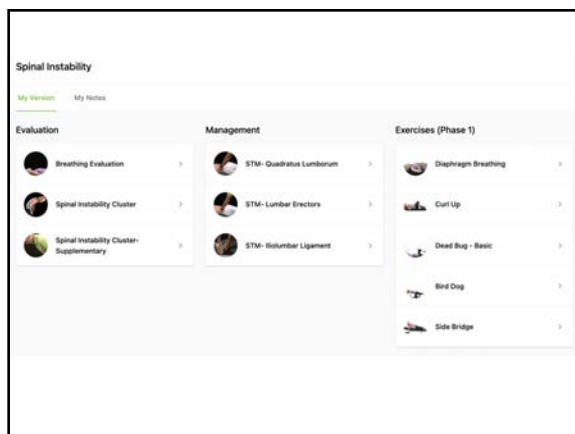 Spinal Instability
My Version My Notes
Evaluation
Breathing Evaluation
Spinal Instability Cluster
Spinal Instability Cluster-
Supplementary
Management
STM- Quadratus Lumborum
STM- Lumbar Erectors
STM- Iliolumbar Ligament
Exercises (Phase 1)
Diaphragm Breathing
Curl Up
Dead Bug - Basic
Bird Dog
Side Bridge